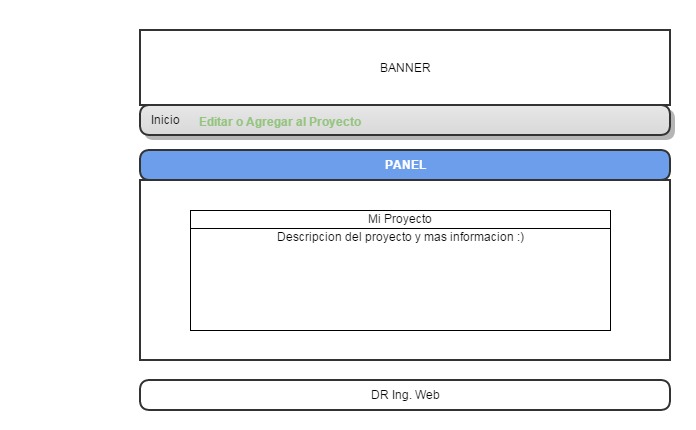 BANNER
Inicio Editar o Agregar al Proyecto
PANEL
Mi Proyecto
Descripcion del proyecto y mas informacion :)
DR Ing. Web